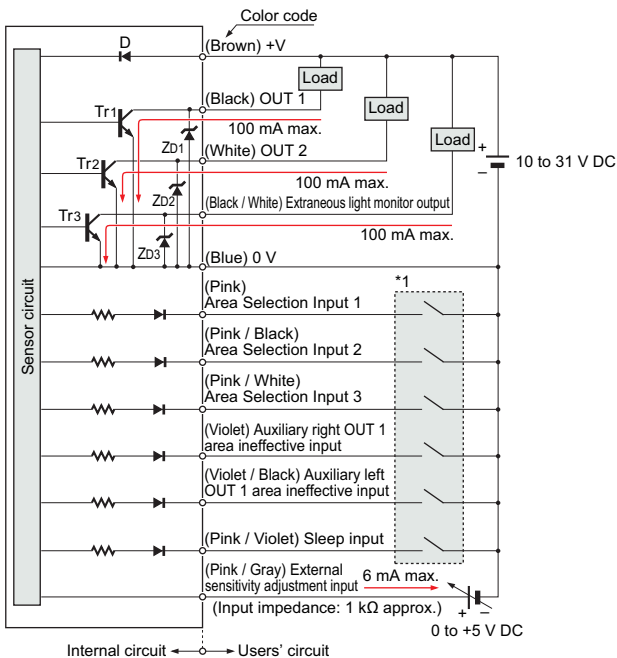 Color code
D
(Brown) +V
Load
(Black) OUT 1
Tr1
100 mA max.
Load
ZD1
(White) OUT 2
Load
+
10 to 31 V DC
–
Tr2
100 mA max.
ZD2
(Black / White) Extraneous light monitor output
Tr3
100 mA max.
ZD3
(Blue) 0 V
Sensor circuit
(Pink)
Area Selection Input 1
*1
(Pink / Black)
Area Selection Input 2
(Pink / White)
Area Selection Input 3
(Violet) Auxiliary right OUT 1
area ineffective input
(Violet / Black) Auxiliary left
OUT 1 area ineffective input
(Pink / Violet) Sleep input
(Pink / Gray) External
sensitivity adjustment input
6 mA max.
(Input impedance: 1 kΩ approx.)
+ –
0 to +5 V DC
Internal circuit
Users' circuit